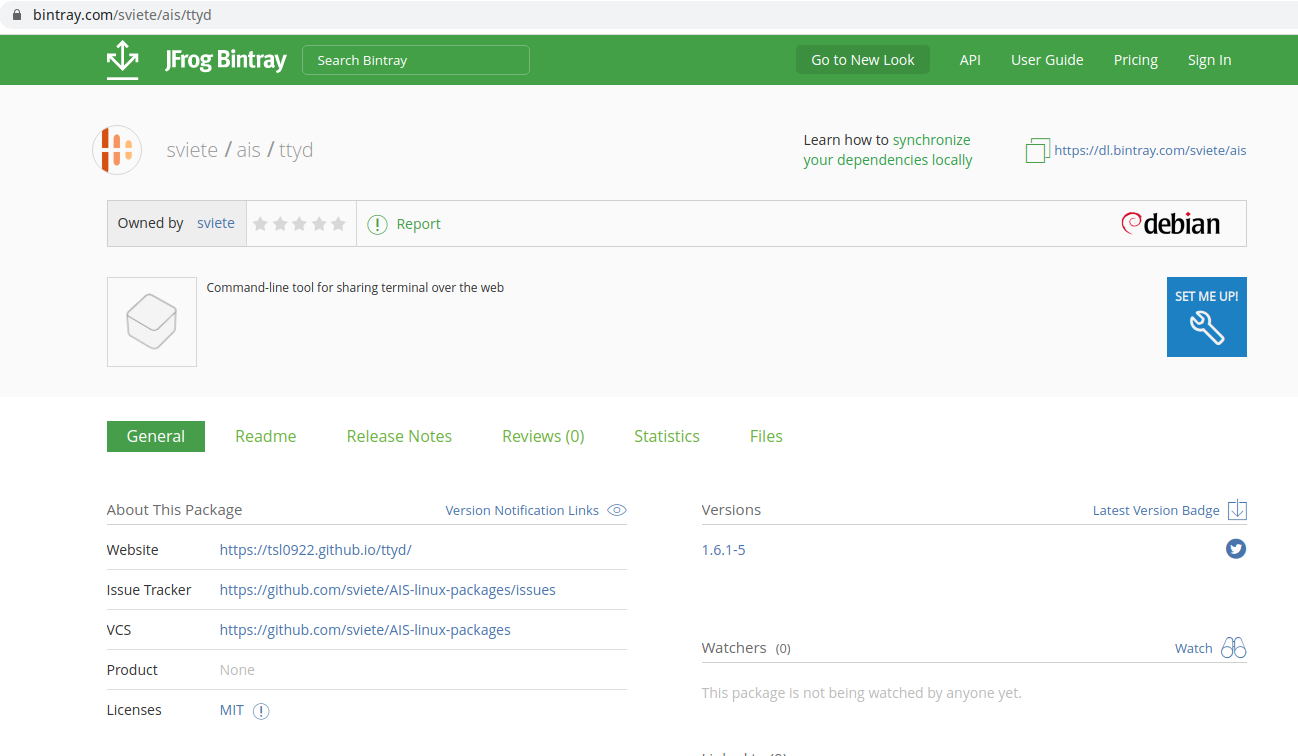 bintray.com/sviete/ais/ttyd
JFrog Bintray
Search Bintray
Go to New Look
API
User Guide
Pricing
Sign In
sviete / ais / ttyd
Learn how to synchronize
your dependencies locally
https://dl.bintray.com/sviete/ais
Owned by sviete
Report
debian
Command-line tool for sharing terminal over the web
SET ME UP!
General
Readme
Release Notes
Reviews (0)
Statistics
Files
About This Package
Version Notification Links
Website https://tsl0922.github.io/ttyd/
Issue Tracker https://github.com/sviete/AIS-linux-packages/issues
VCS https://github.com/sviete/AIS-linux-packages
Product None
Licenses MIT
Versions
Latest Version Badge
1.6.1-5
Watchers (0)
Watch
This package is not being watched by anyone yet.